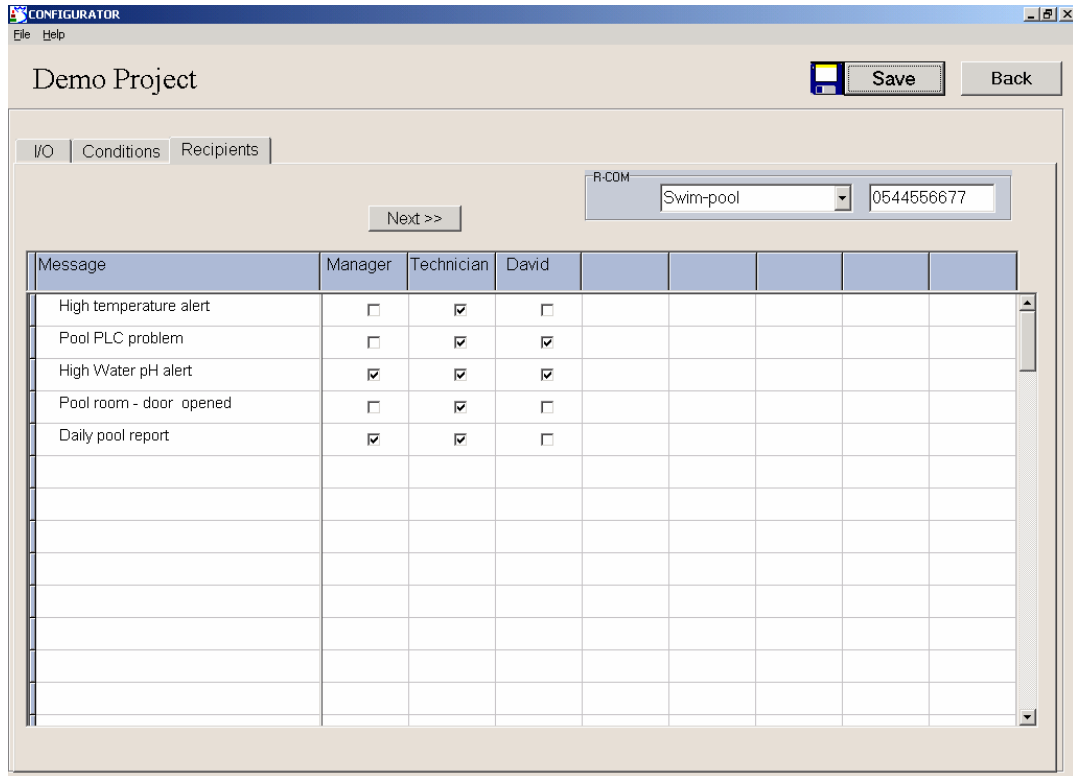 CONFIGURATOR
File Help
Demo Project
Save Back
I/O Conditions Recipients
R-COM
Swim-pool 0544556677
Next >>
Message Manager Technician David
High temperature alert
Pool PLC problem
High Water pH alert
Pool room - door  opened
Daily pool report